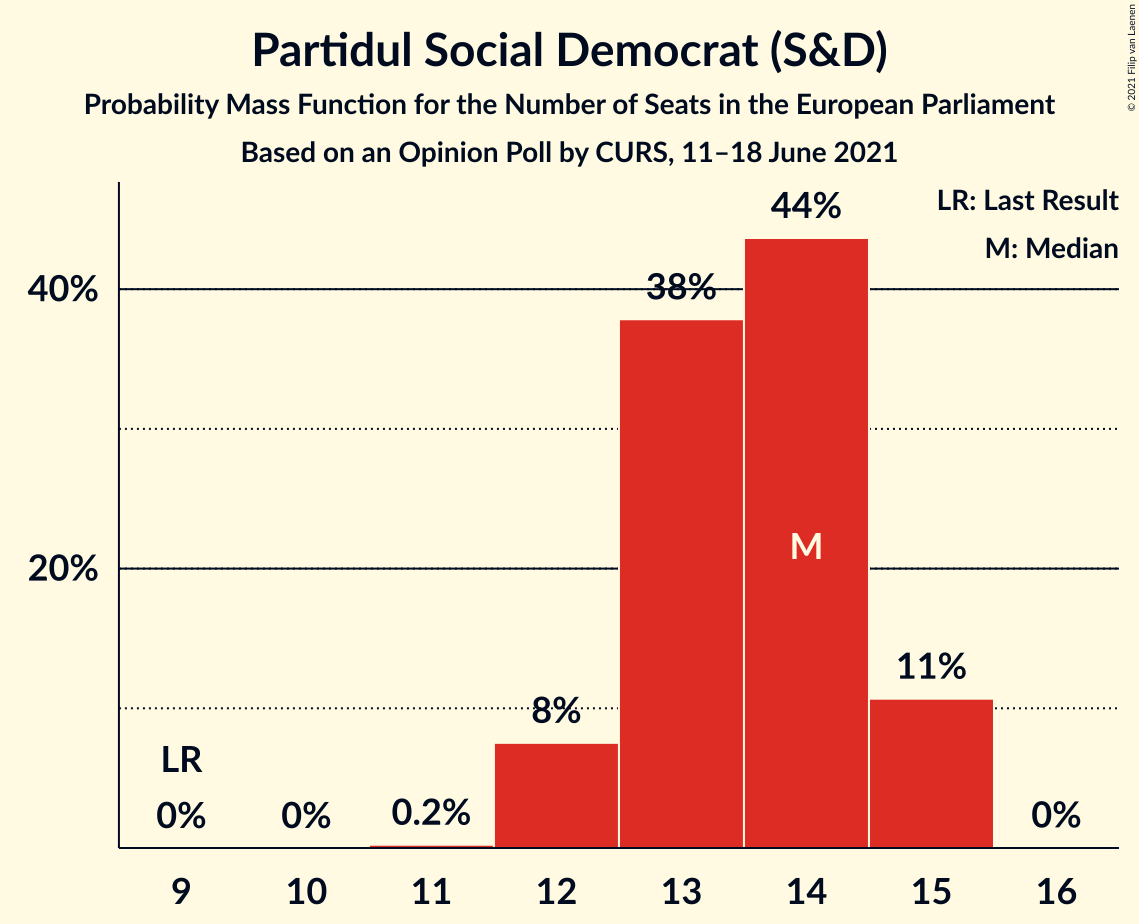 Partidul Social Democrat (S&D)
Probability Mass Function for the Number of Seats in the European Parliament
Based on an Opinion Poll by CURS, 11–18 June 2021
© 2021 Filip van Laenen
LR: Last Result
M: Median
44%
40%
38%
20%
M
11%
8%
LR
0%
0%
0.2%
0%
9 10 11 12 13 14 15 16